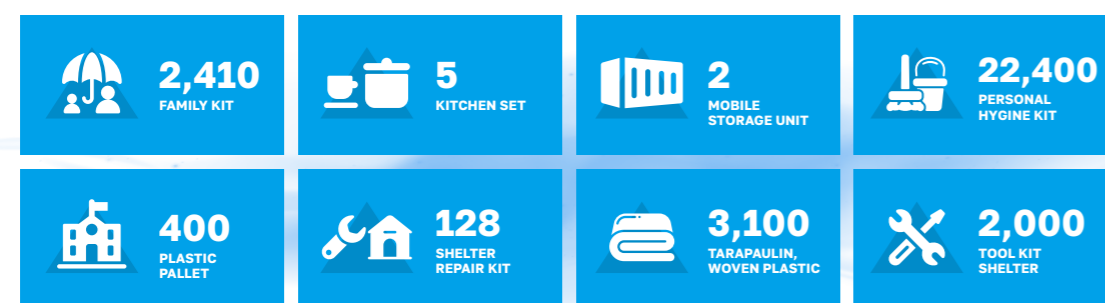 2,410
FAMILY KIT
5
KITCHEN SET
2
MOBILE
STORAGE UNIT
22,400
PERSONAL
HYGINE KIT
400
PLASTIC
PALLET
128
SHELTER
REPAIR KIT
3,100
TARAPAULIN,
WOVEN PLASTIC
2,000
TOOL KIT
SHELTER